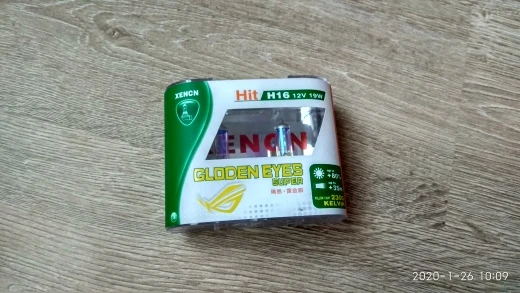 XENCN
Hit H16 12V 19W
XENCN
GLODEN EYES
SUPER
2300
KELVIN
2020-1-26 10:09